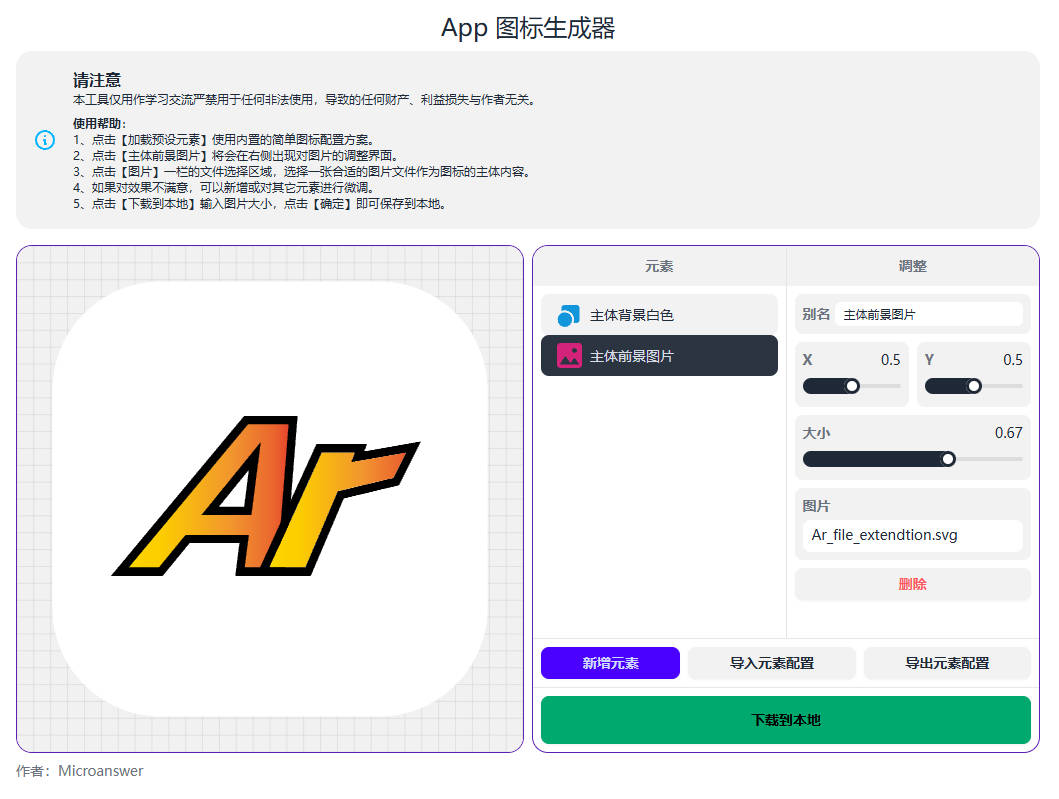 App 图标生成器
请注意
本工具仅用作学习交流严禁用于任何非法使用，导致的任何财产、利益损失与作者无关。
使用帮助：
1、点击【加载预设元素】使用内置的简单图标配置方案。
2、点击【主体前景图片】将会在右侧出现对图片的调整界面。
3、点击【图片】一栏的文件选择区域，选择一张合适的图片文件作为图标的主体内容。
4、如果对效果不满意，可以新增或对其它元素进行微调。
5、点击【下载到本地】输入图片大小，点击【确定】即可保存到本地。
Ar
元素
调整
主体背景白色
主体前景图片
别名 主体前景图片
X 0.5 Y 0.5
大小 0.67
图片
Ar_file_extendtion.svg
删除
新增元素 导入元素配置 导出元素配置
下载到本地
作者：Microanswer